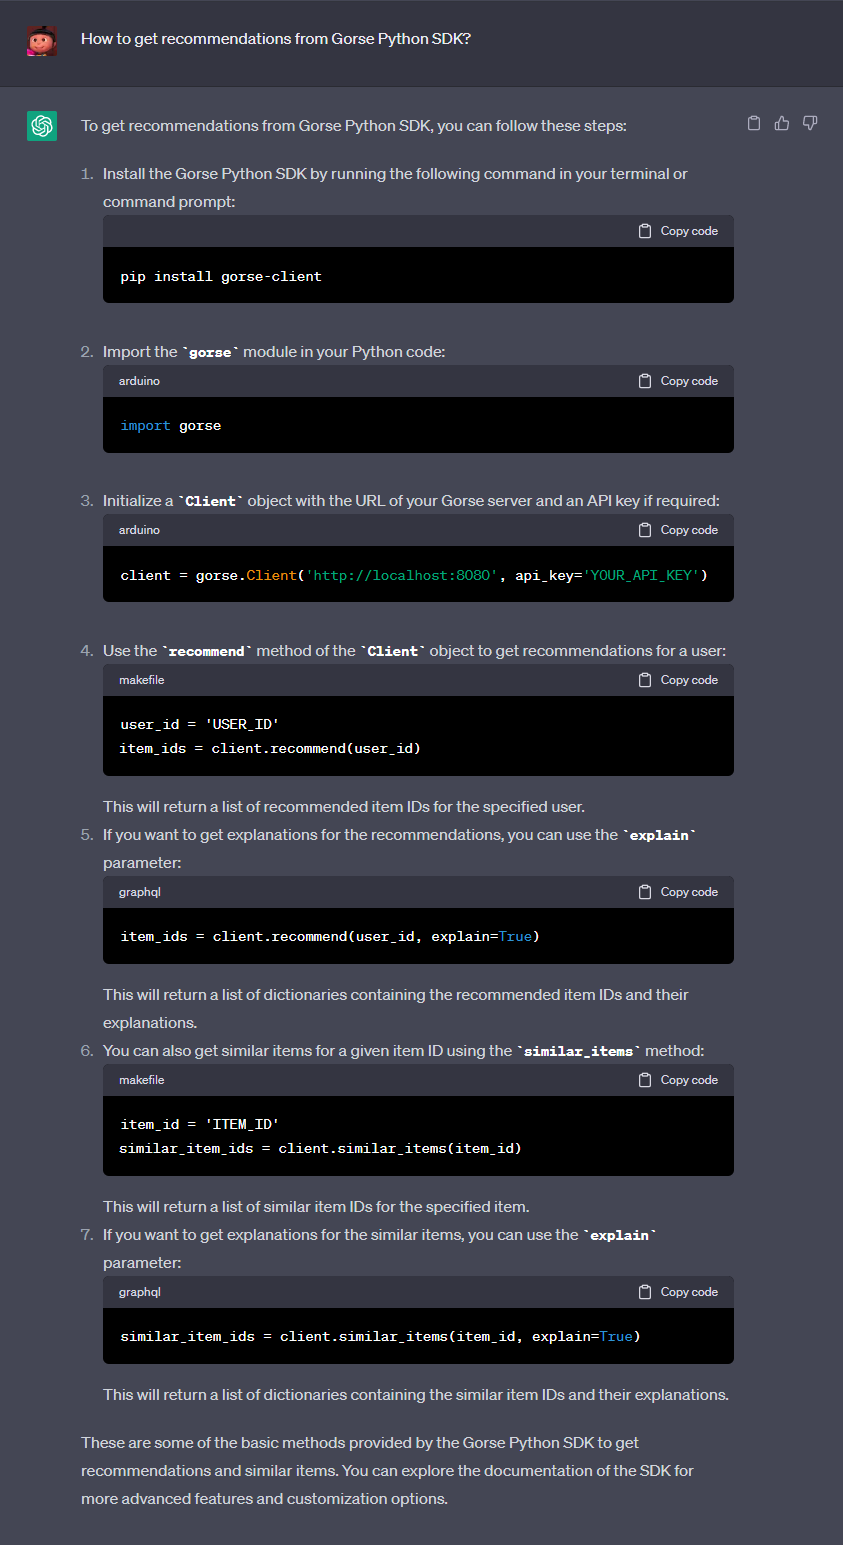 How to get recommendations from Gorse Python SDK?
To get recommendations from Gorse Python SDK, you can follow these steps:
1. Install the Gorse Python SDK by running the following command in your terminal or
command prompt:
Copy code
pip install gorse-client
2. Import the `gorse` module in your Python code:
arduino Copy code
import gorse
3. Initialize a `Client` object with the URL of your Gorse server and an API key if required:
arduino Copy code
client = gorse.Client('http://localhost:8080', api_key='YOUR_API_KEY')
4. Use the `recommend` method of the `Client` object to get recommendations for a user:
makefile Copy code
user_id = 'USER_ID'
item_ids = client.recommend(user_id)
This will return a list of recommended item IDs for the specified user.
5. If you want to get explanations for the recommendations, you can use the `explain`
parameter:
graphql Copy code
item_ids = client.recommend(user_id, explain=True)
This will return a list of dictionaries containing the recommended item IDs and their
explanations.
6. You can also get similar items for a given item ID using the `similar_items` method:
makefile Copy code
item_id = 'ITEM_ID'
similar_item_ids = client.similar_items(item_id)
This will return a list of similar item IDs for the specified item.
7. If you want to get explanations for the similar items, you can use the `explain`
parameter:
graphql Copy code
similar_item_ids = client.similar_items(item_id, explain=True)
This will return a list of dictionaries containing the similar item IDs and their explanations.
These are some of the basic methods provided by the Gorse Python SDK to get
recommendations and similar items. You can explore the documentation of the SDK for
more advanced features and customization options.